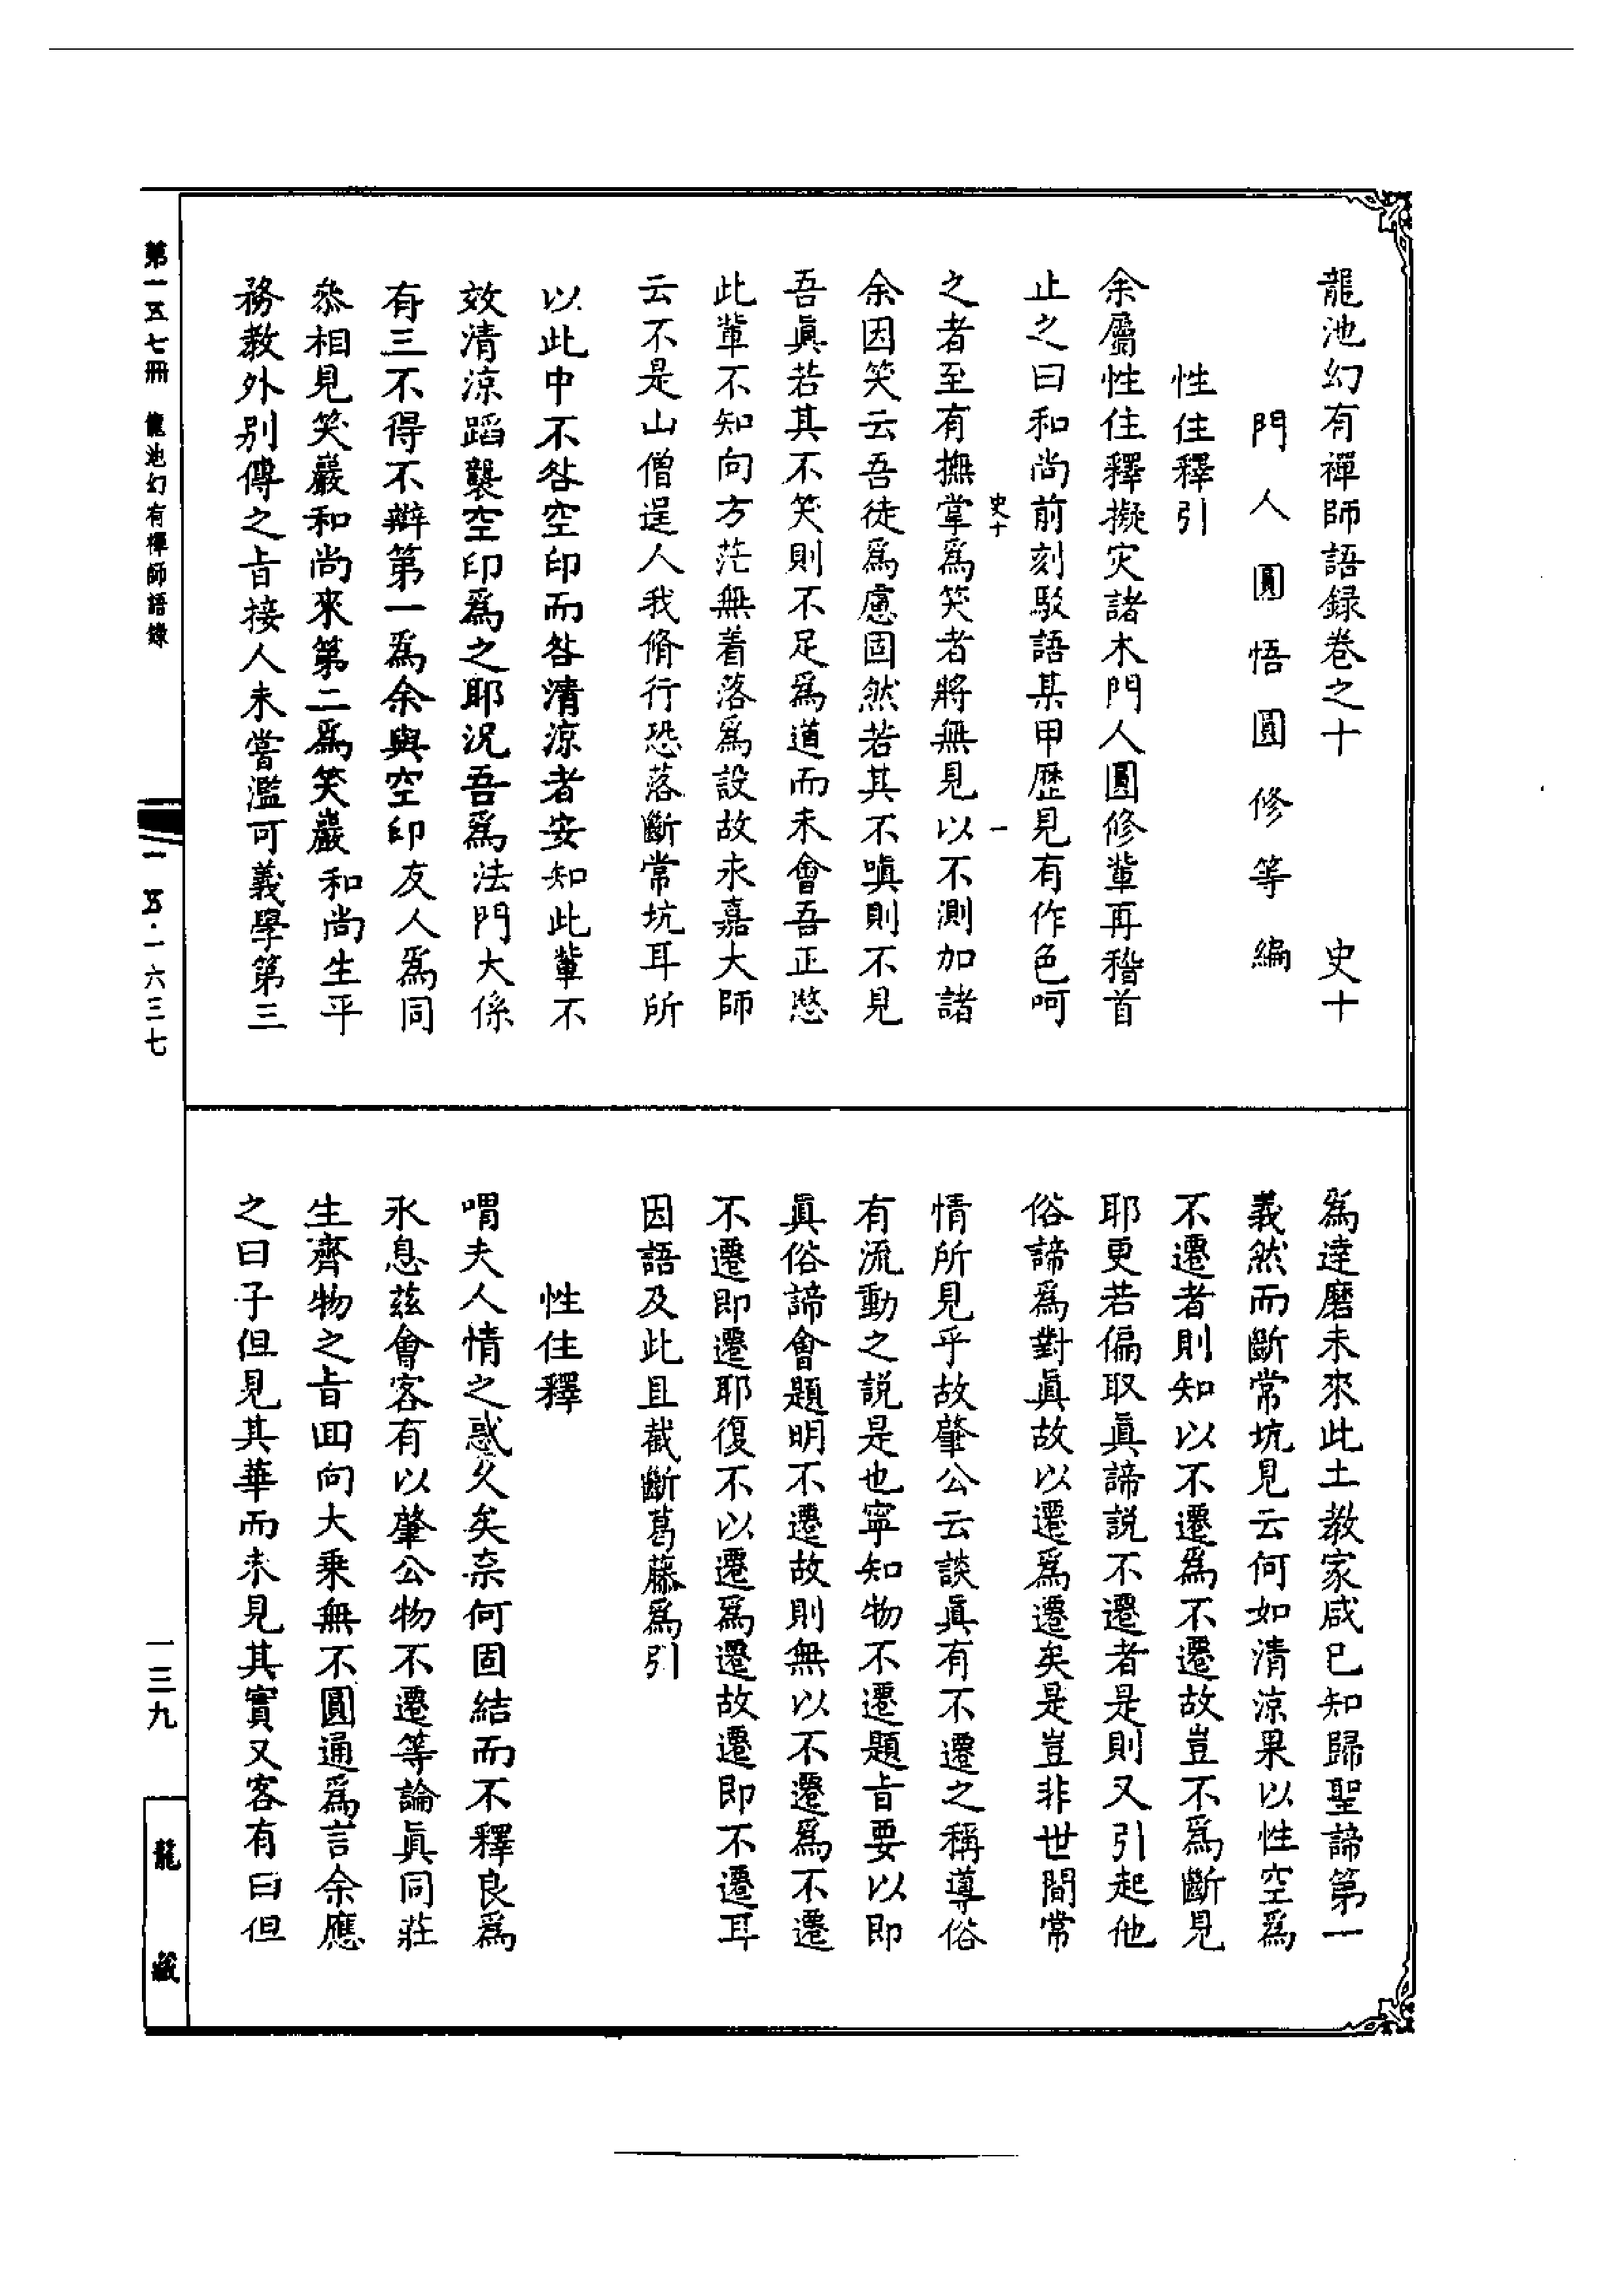 龍池幻有禪師語録卷之十　史十
門人圓悟圓修等編
性住釋引
余屬性住釋擬灾諸木門人圓修輩再稽首
止之曰和尚前刻駁語某甲歷見有作色呵
史十　一
之者至有撫掌爲笑者將無見以不測加諸
余因笑云吾徒爲慮固然若其不嗔則不見
吾眞若其不笑則不足爲道而未會吾正愍
此輩不知向方茫無着落爲設故永嘉大師
云不是山僧逞人我脩行恐落斷常坑耳所
以此中不咎空印而咎清涼者安知此輩不
效清涼蹈襲空印爲之耶況吾爲法門大係
有三不得不辯第一爲余與空印友人爲同
叅相見笑巖和尚來第二爲笑巖和尚生平
務教外別傳之旨接人未嘗濫可義學第三
爲達磨未來此土教家咸已知歸聖諦第一
義然而斷常坑見云何如清涼果以性空爲
不遷者則知以不遷爲不遷故豈不爲斷見
耶更若偏取眞諦説不遷者是則又引起他
俗諦爲對眞故以遷爲遷矣是豈非世間常
情所見乎故肇公云談眞有不遷之稱導俗
有流動之説是也寧知物不遷題旨要以即
眞俗諦會題明不遷故則無以不遷爲不遷
不遷即遷耶復不以遷爲遷故遷即不遷耳
因語及此且截斷葛藤爲引
性住釋
喟夫人情之惑久矣柰何固結而不釋良爲
永息兹會客有以肇公物不遷等論眞同莊
生齊物之旨回向大乘無不圓通爲言余應
之曰子但見其華而未見其實又客有曰但
第一五七冊　龍池幻有禪師語錄
一五·一六三七
一三九
龍藏